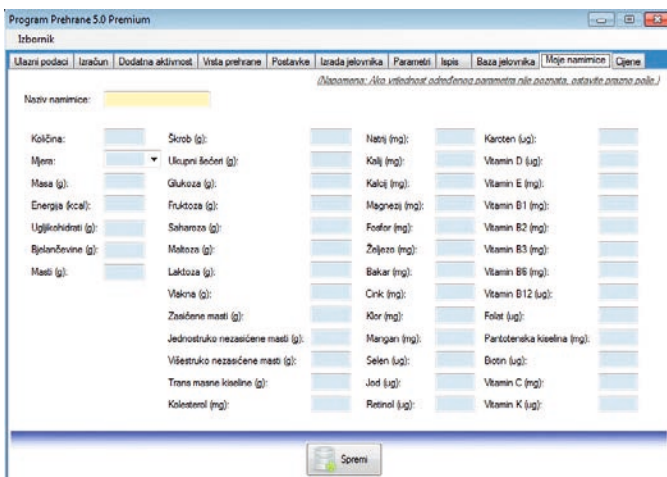 Program Prehrane 5.0 Premium
Izbornik
Ulazni podaci Izračun Dodatna aktivnost Vrsta prehrane Postavke Izrada jelovnika Parametri Ispis Baza jelovnika Moje namirnice Cijene
(Napomena: Ako vrijednost određenog parametra nije poznata, ostavite prazno polje.)
Naziv namirnice:
Količina: Škrob (g): Natrij (mg): Karoten (ug):
Mjera: Ukupni šećeri (g): Kalij (mg): Vitamin D (ug):
Masa (g): Glukoza (g): Kalcij (mg): Vitamin E (mg):
Energija (kcal): Fruktoza (g): Magnezij (mg): Vitamin B1 (mg):
Ugljikohidrati (g): Saharoza (g): Fosfor (mg): Vitamin B2 (mg):
Bjelančevine (g): Maltoza (g): Željezo (mg): Vitamin B3 (mg):
Masti (g): Laktoza (g): Bakar (mg): Vitamin B6 (mg):
Vlakna (g): Cink (mg): Vitamin B12 (ug):
Zasićene masti (g): Klor (mg): Folat (ug):
Jednostruko nezasićene masti (g): Mangan (mg): Pantotenska kiselina (mg):
Višestruko nezasićene masti (g): Selen (ug): Biotin (ug):
Trans masne kiseline (g): Jod (ug): Vitamin C (mg):
Kolesterol (mg): Retinol (ug): Vitamin K (ug):
Spremi